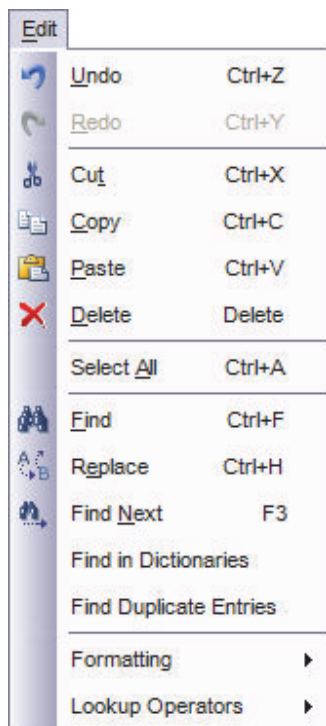 Edit
Undo Ctrl+Z
Redo Ctrl+Y
Cut Ctrl+X
Copy Ctrl+C
Paste Ctrl+V
Delete Delete
Select All Ctrl+A
Find Ctrl+F
Replace Ctrl+H
Find Next F3
Find in Dictionaries
Find Duplicate Entries
Formatting
Lookup Operators